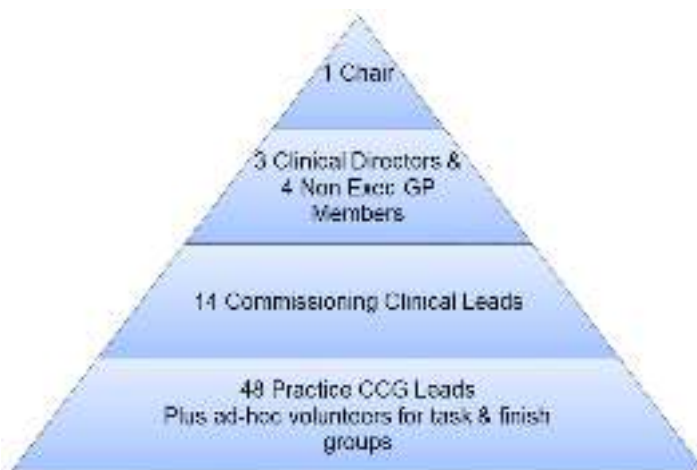 1 Chair
3 Clinical Directors &
4 Non Exec GP
Members
14 Commissioning Clinical Leads
48 Practice CCG Leads
Plus ad-hoc volunteers for task & finish
groups